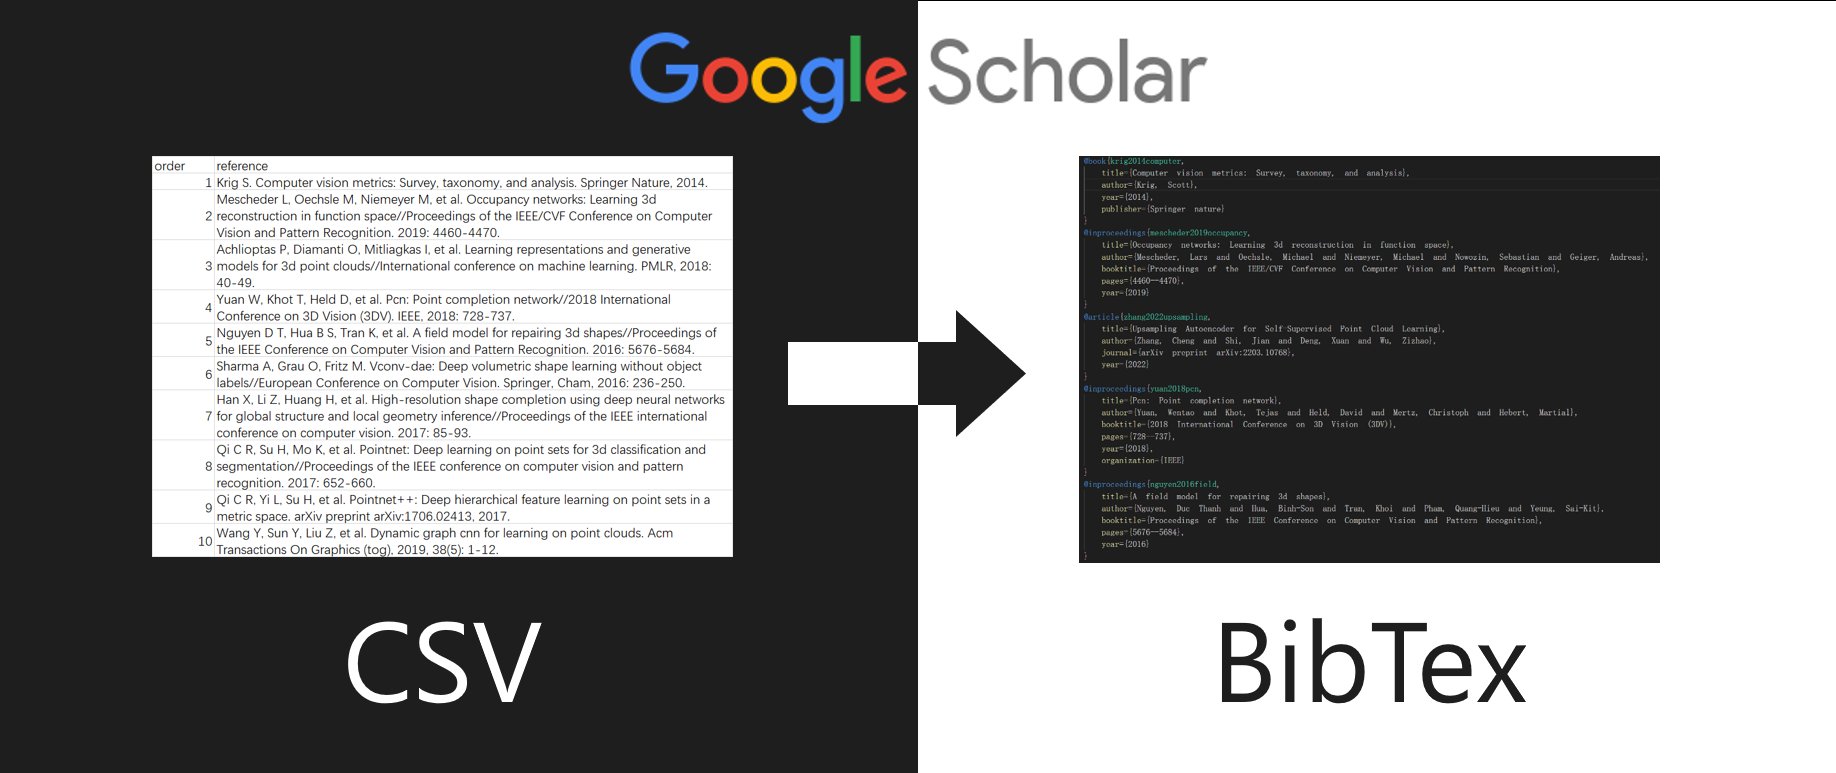 Google Scholar
order reference
1 Krig S. Computer vision metrics: Survey, taxonomy, and analysis. Springer Nature, 2014.
Mescheder L, Oechsle M, Niemeyer M, et al. Occupancy networks: Learning 3d
2 reconstruction in function space//Proceedings of the IEEE/CVF Conference on Computer
Vision and Pattern Recognition. 2019: 4460-4470.
Achlioptas P, Diamanti O, Mitliagkas I, et al. Learning representations and generative
3 models for 3d point clouds//International conference on machine learning. PMLR, 2018:
40-49.
4 Yuan W, Khot T, Held D, et al. Pcn: Point completion network//2018 International
Conference on 3D Vision (3DV). IEEE, 2018: 728-737.
5 Nguyen D T, Hua B S, Tran K, et al. A field model for repairing 3d shapes//Proceedings of
the IEEE Conference on Computer Vision and Pattern Recognition. 2016: 5676-5684.
6 Sharma A, Grau O, Fritz M. Vconv-dae: Deep volumetric shape learning without object
labels//European Conference on Computer Vision. Springer, Cham, 2016: 236-250.
Han X, Li Z, Huang H, et al. High-resolution shape completion using deep neural networks
7 for global structure and local geometry inference//Proceedings of the IEEE international
conference on computer vision. 2017: 85-93.
Qi C R, Su H, Mo K, et al. Pointnet: Deep learning on point sets for 3d classification and
8 segmentation//Proceedings of the IEEE conference on computer vision and pattern
recognition. 2017: 652-660.
9 Qi C R, Yi L, Su H, et al. Pointnet++: Deep hierarchical feature learning on point sets in a
metric space. arXiv preprint arXiv:1706.02413, 2017.
10 Wang Y, Sun Y, Liu Z, et al. Dynamic graph cnn for learning on point clouds. Acm
Transactions On Graphics (tog), 2019, 38(5): 1-12.
CSV
@book{krig2014computer,
title={Computer vision metrics: Survey, taxonomy, and analysis},
author={Krig, Scott},
year={2014},
publisher={Springer nature}
}
@inproceedings{mescheder2019occupancy,
title={Occupancy networks: Learning 3d reconstruction in function space},
author={Mescheder, Lars and Oechsle, Michael and Niemeyer, Michael and Nowozin, Sebastian and Geiger, Andreas},
booktitle={Proceedings of the IEEE/CVF Conference on Computer Vision and Pattern Recognition},
pages={4460--4470},
year={2019}
}
@article{zhang2022upsampling,
title={Upsampling Autoencoder for Self-Supervised Point Cloud Learning},
author={Zhang, Cheng and Shi, Jian and Deng, Xuan and Wu, Zizhao},
journal={arXiv preprint arXiv:2203.10768},
year={2022}
}
@inproceedings{yuan2018pcn,
title={Pcn: Point completion network},
author={Yuan, Wentao and Khot, Tejas and Held, David and Mertz, Christoph and Hebert, Martial},
booktitle={2018 International Conference on 3D Vision (3DV)},
pages={728--737},
year={2018},
organization={IEEE}
}
@inproceedings{nguyen2016field,
title={A field model for repairing 3d shapes},
author={Nguyen, Duc Thanh and Hua, Binh-Son and Tran, Khoi and Pham, Quang-Hieu and Yeung, Sai-Kit},
booktitle={Proceedings of the IEEE Conference on Computer Vision and Pattern Recognition},
pages={5676--5684},
year={2016}
}
BibTex